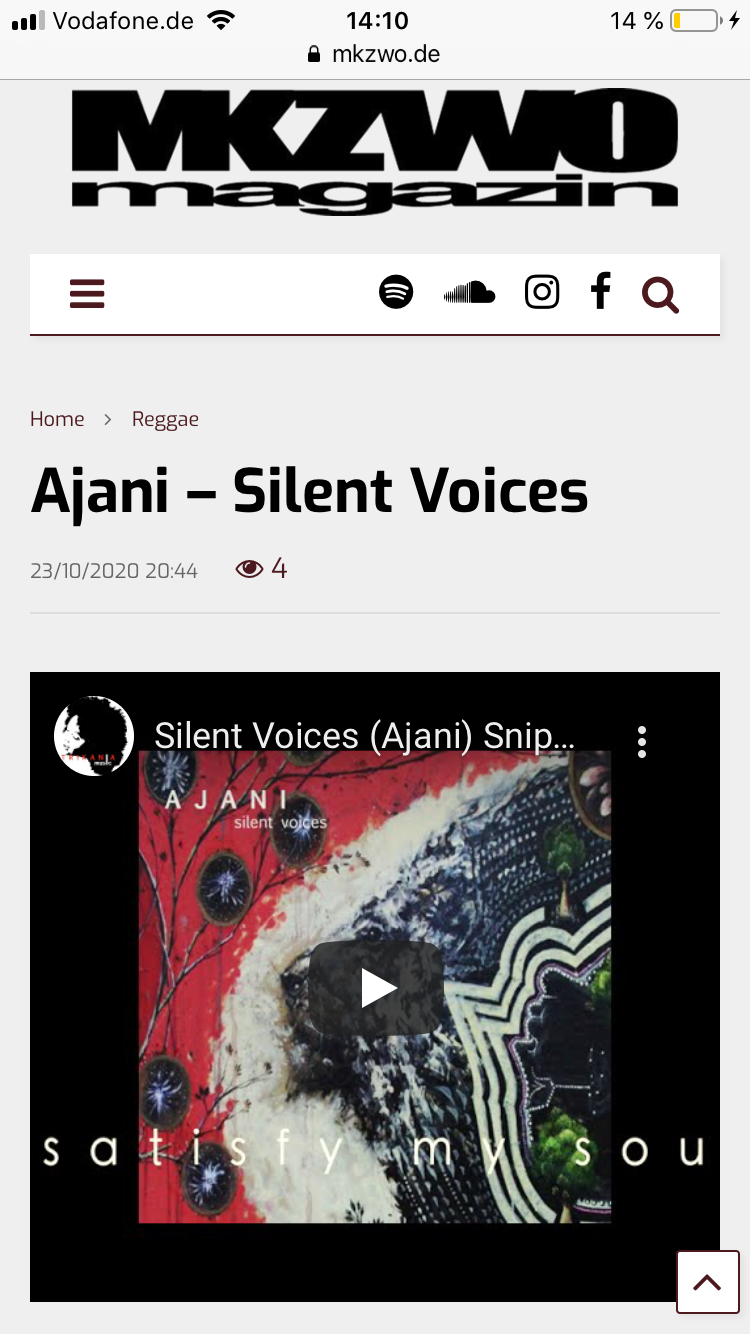 Vodafone.de 14:10 14 %
mkzwo.de
MKZWO
magazin
Home > Reggae
Ajani – Silent Voices
23/10/2020 20:44 4
Silent Voices (Ajani) Snip...
AJANI
silent voices
satisfy my sou